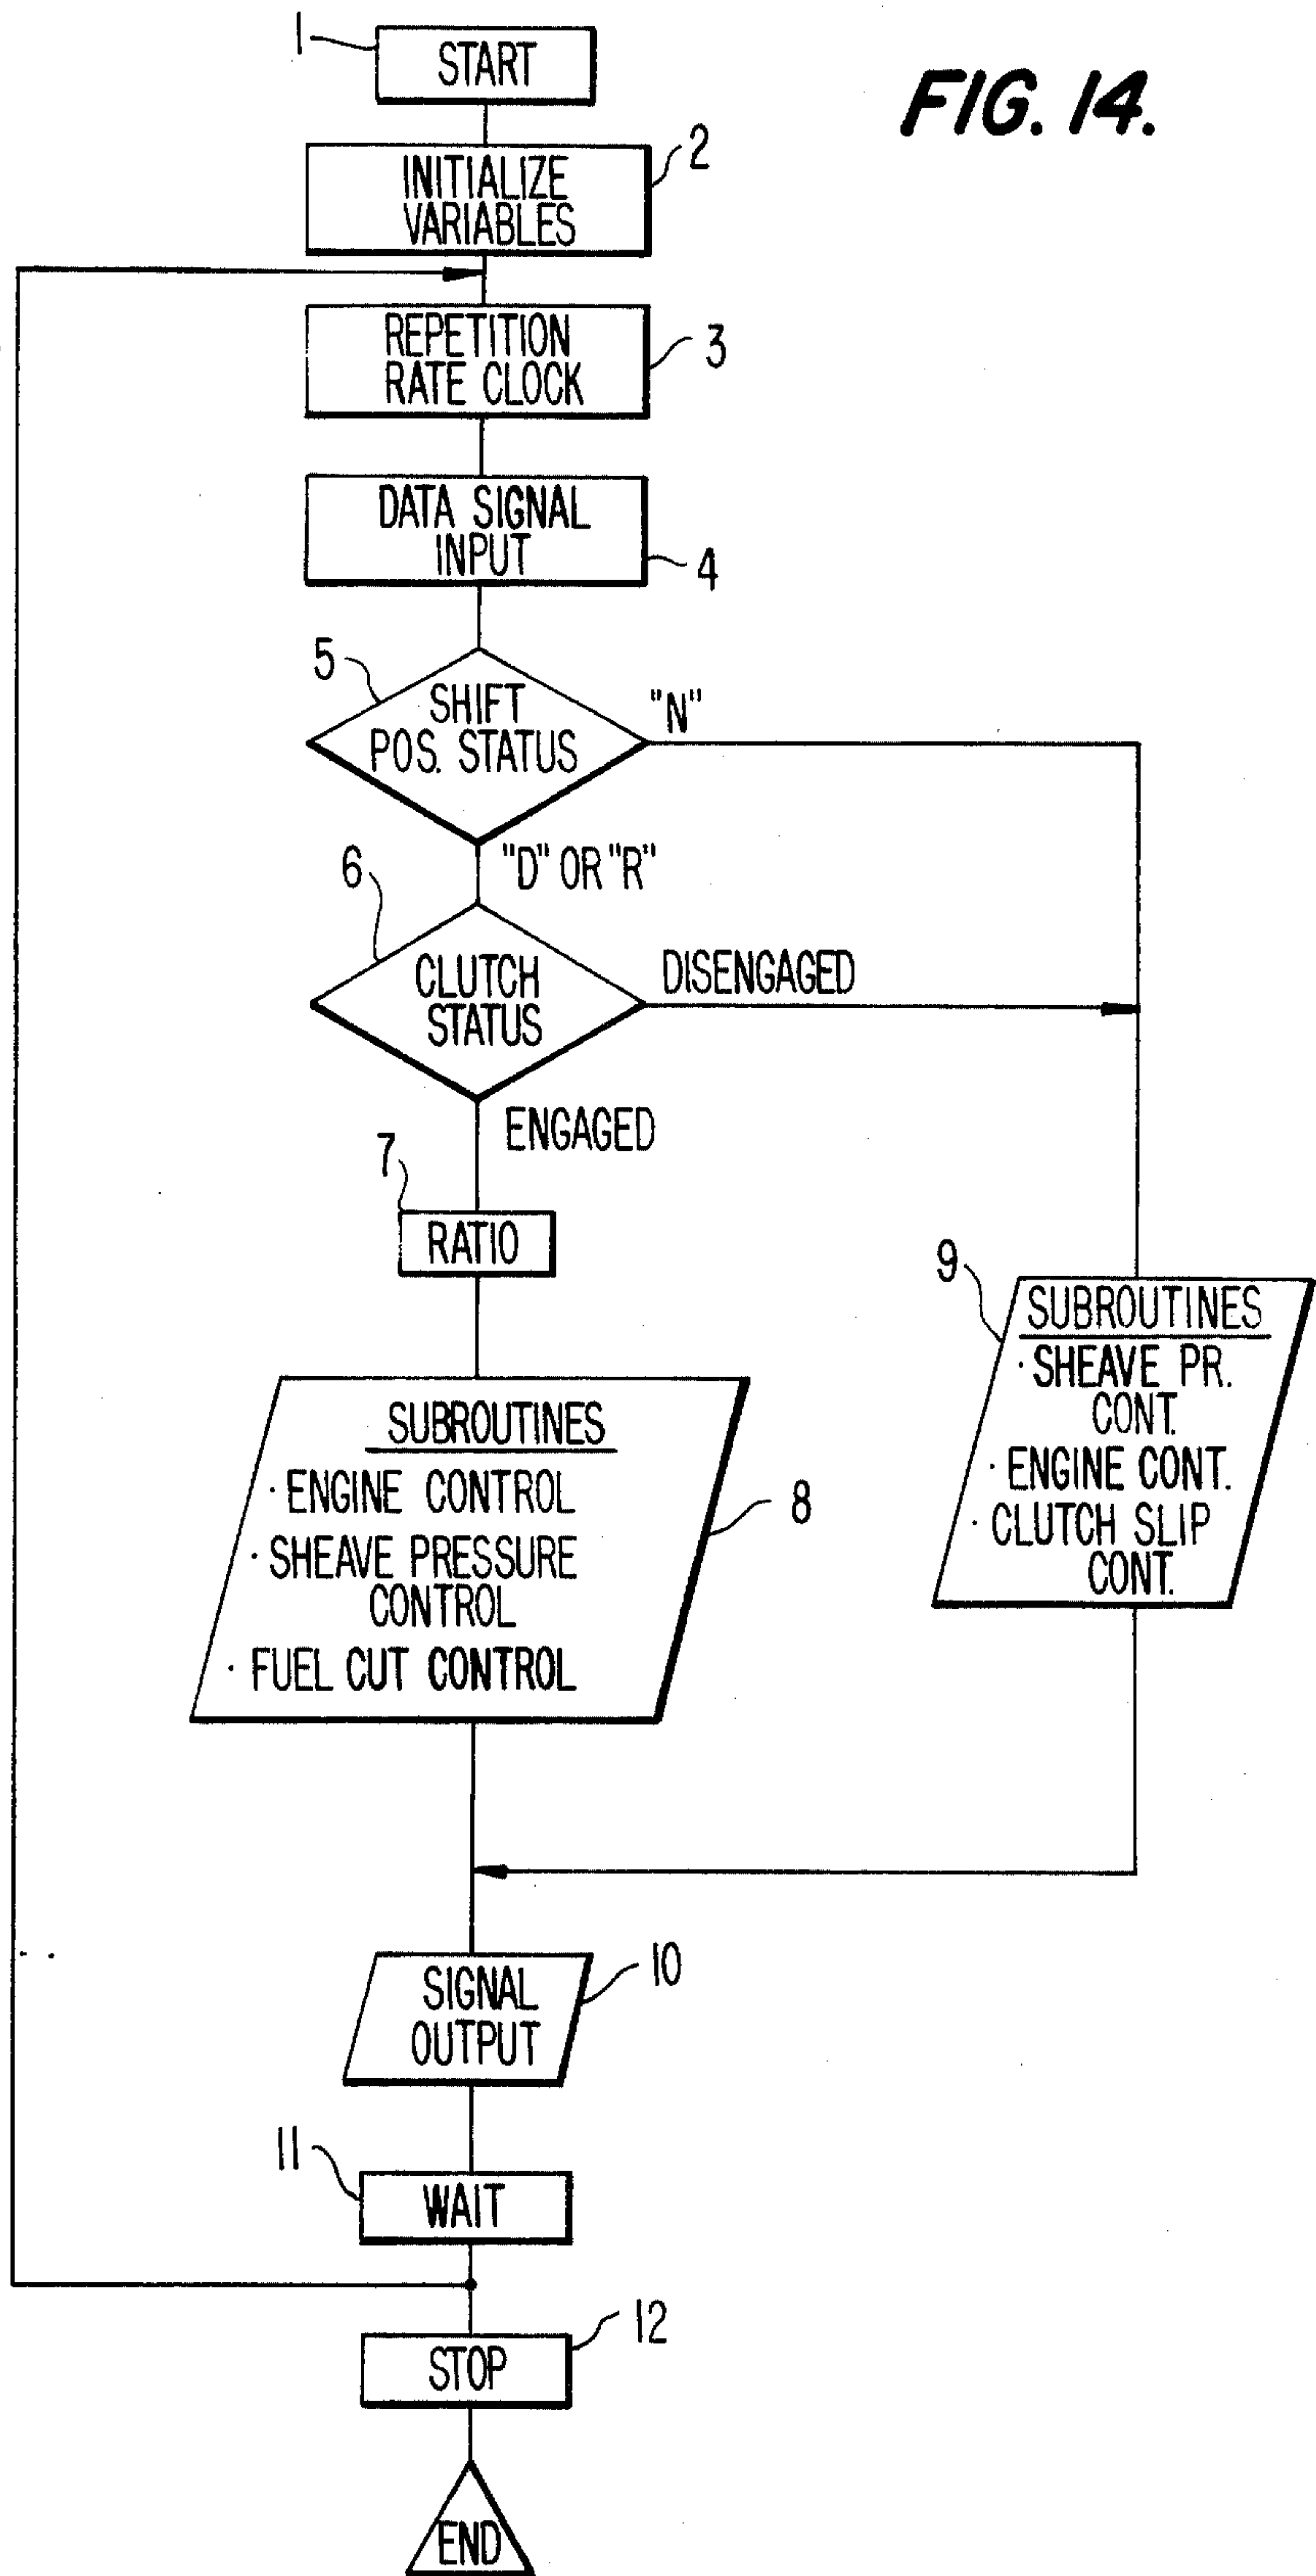 FIG. 14.
1
START
2
INITIALIZE
VARIABLES
3
REPETITION
RATE CLOCK
4
DATA SIGNAL
INPUT
5
SHIFT
POS. STATUS
"N"
"D" OR "R"
6
CLUTCH
STATUS
DISENGAGED
ENGAGED
7
RATIO
8
SUBROUTINES
· ENGINE CONTROL
· SHEAVE PRESSURE
CONTROL
· FUEL CUT CONTROL
9
SUBROUTINES
· SHEAVE PR.
CONT.
· ENGINE CONT.
· CLUTCH SLIP
CONT.
10
SIGNAL
OUTPUT
11
WAIT
12
STOP
END